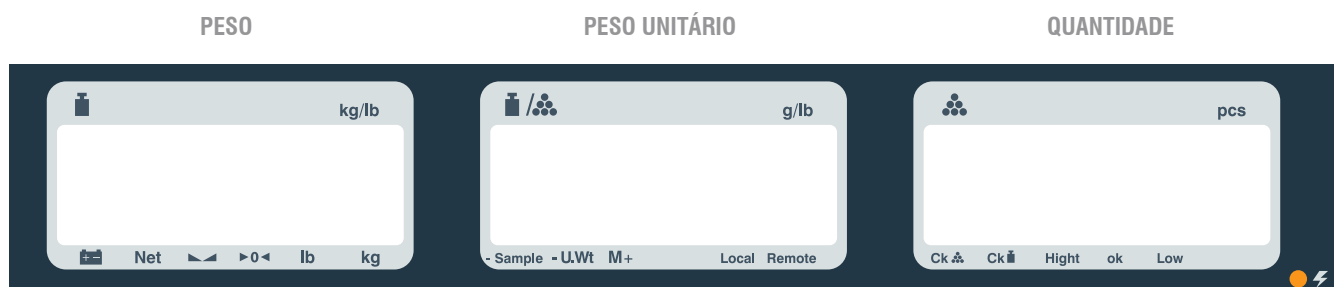 PESO PESO UNITÁRIO QUANTIDADE
kg/lb / g/lb pcs
Net ►0◄ lb kg - Sample - U.Wt M+ Local Remote Ck Ck Hight ok Low